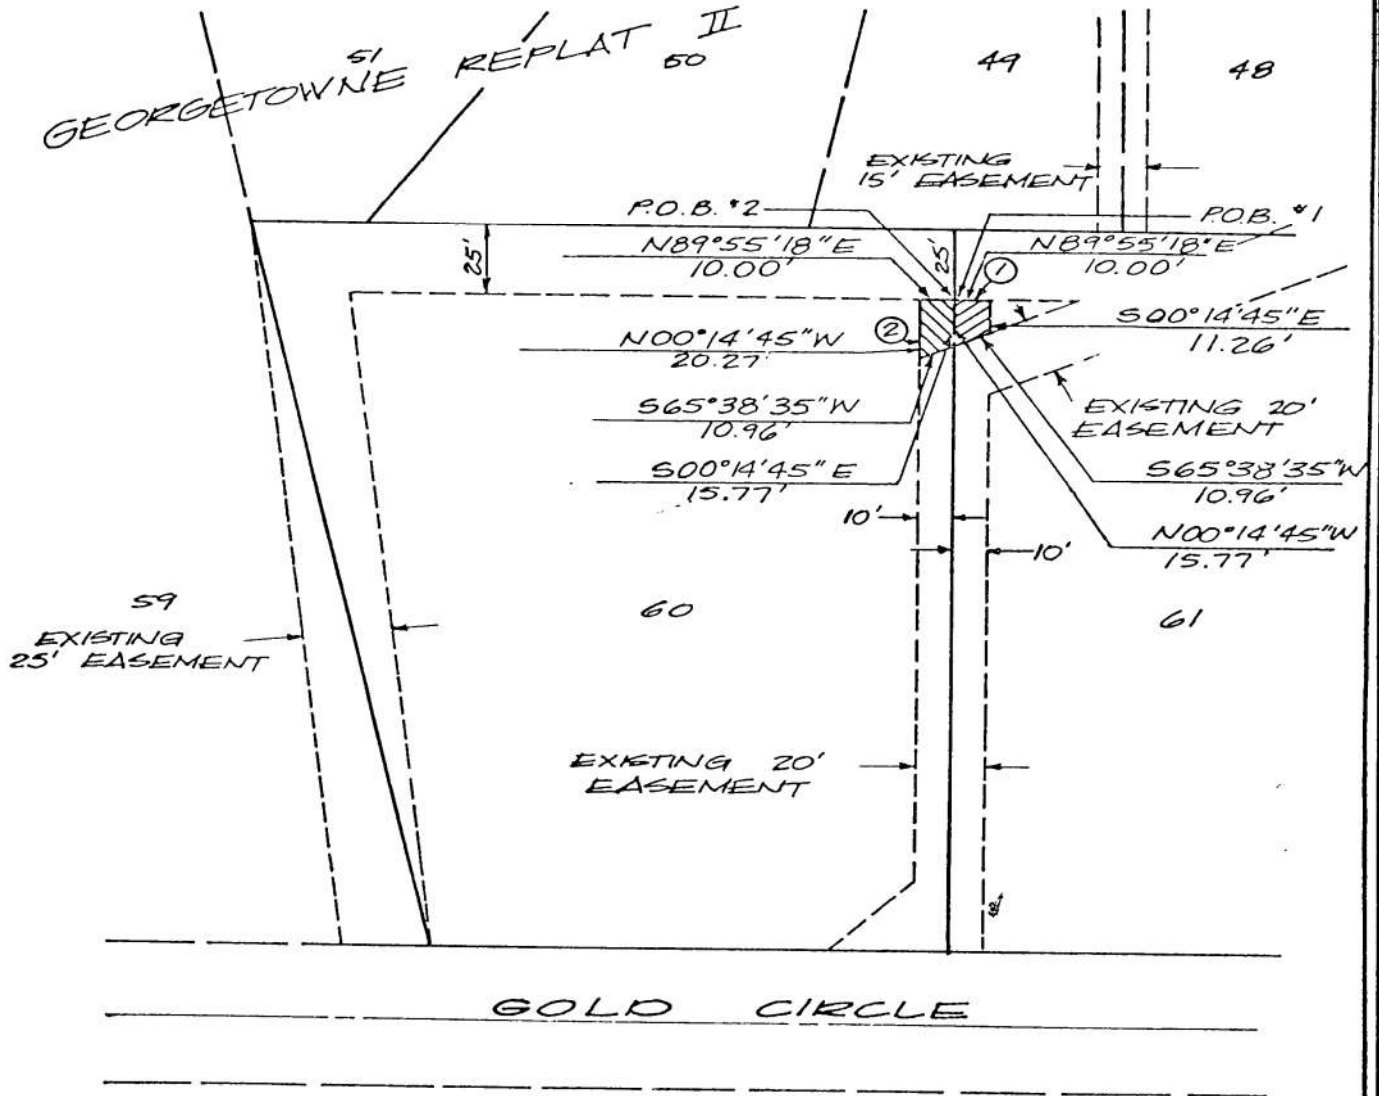 GEORGETOWNE REPLAT II
51
50
49
48
EXISTING
15' EASEMENT
P.O.B. #2
P.O.B. #1
N89°55'18"E
10.00'
25'
25'
N89°55'18"E
10.00'
1
2
N00°14'45"W
20.27'
S00°14'45"E
11.26'
S65°38'35"W
10.96'
EXISTING 20'
EASEMENT
S00°14'45"E
15.77'
S65°38'35"W
10.96'
10'
10'
N00°14'45"W
15.77'
59
60
61
EXISTING
25' EASEMENT
EXISTING 20'
EASEMENT
GOLD CIRCLE